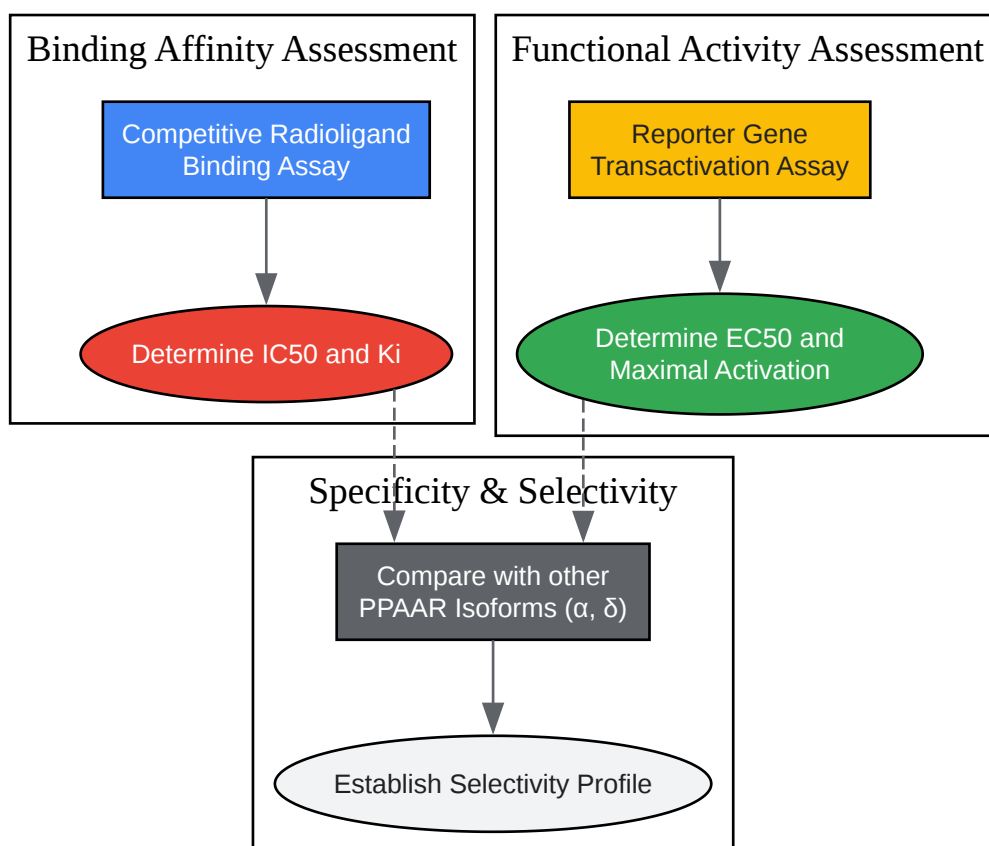 Binding Affinity Assessment
Competitive Radioligand
Binding Assay
Determine IC50 and Ki
Functional Activity Assessment
Reporter Gene
Transactivation Assay
Determine EC50 and
Maximal Activation
Specificity & Selectivity
Compare with other
PPAAR Isoforms (α, δ)
Establish Selectivity Profile